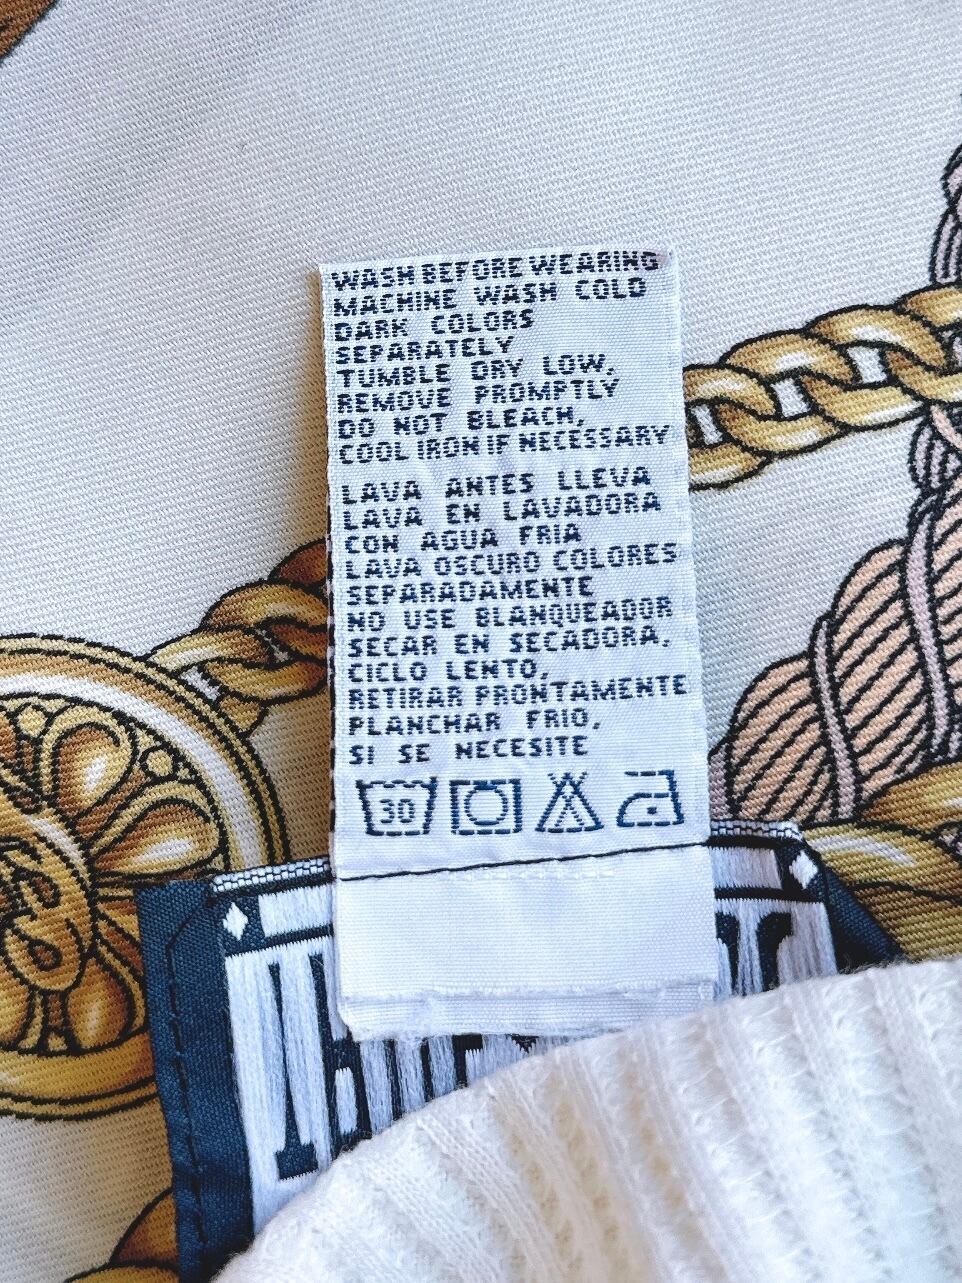 WASH BEFORE WEARING
MACHINE WASH COLD
DARK COLORS
SEPARATELY
TUMBLE DRY LOW,
REMOVE PROMPTLY
DO NOT BLEACH,
COOL IRON IF NECESSARY
LAVA ANTES LLEVA
LAVA EN LAVADORA
CON AGUA FRIA
LAVA OSCURO COLORES
SEPARADAMENTE
NO USE BLANQUEADOR
SECAR EN SECADORA,
CICLO LENTO,
RETIRAR PRONTAMENTE
PLANCHAR FRIO,
SI SE NECESITE
30